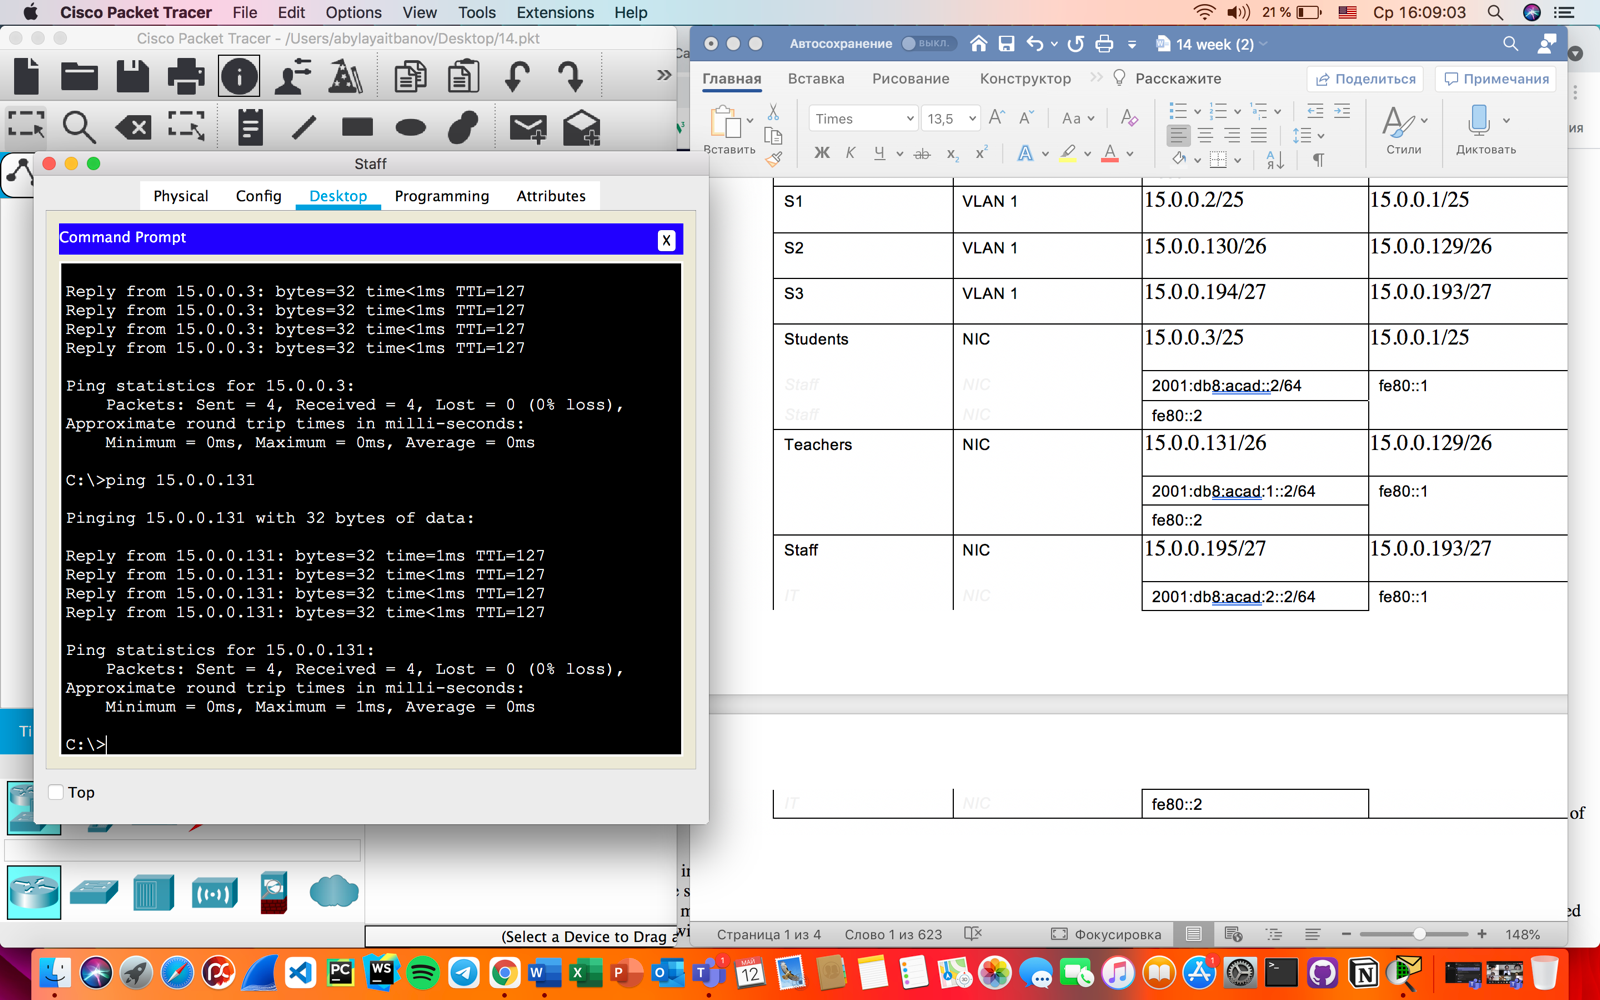 Cisco Packet Tracer File Edit Options View Tools Extensions Help
21 % Ср 16:09:03
Cisco Packet Tracer - /Users/abylayaitbanov/Desktop/14.pkt
Staff
Physical Config Desktop Programming Attributes
Command Prompt X
Reply from 15.0.0.3: bytes=32 time<1ms TTL=127
Reply from 15.0.0.3: bytes=32 time<1ms TTL=127
Reply from 15.0.0.3: bytes=32 time<1ms TTL=127
Reply from 15.0.0.3: bytes=32 time<1ms TTL=127
Ping statistics for 15.0.0.3:
Packets: Sent = 4, Received = 4, Lost = 0 (0% loss),
Approximate round trip times in milli-seconds:
Minimum = 0ms, Maximum = 0ms, Average = 0ms
C:\>ping 15.0.0.131
Pinging 15.0.0.131 with 32 bytes of data:
Reply from 15.0.0.131: bytes=32 time=1ms TTL=127
Reply from 15.0.0.131: bytes=32 time<1ms TTL=127
Reply from 15.0.0.131: bytes=32 time<1ms TTL=127
Reply from 15.0.0.131: bytes=32 time<1ms TTL=127
Ping statistics for 15.0.0.131:
Packets: Sent = 4, Received = 4, Lost = 0 (0% loss),
Approximate round trip times in milli-seconds:
Minimum = 0ms, Maximum = 1ms, Average = 0ms
C:\>
Top
Ti
(Select a Device to Drag a
Автосохранение ВЫКЛ. 14 week (2)
Главная Вставка Рисование Конструктор Расскажите Поделиться Примечания
Вставить
Times 13,5
Ж К Ч
Стили
Диктовать
S1 VLAN 1 15.0.0.2/25 15.0.0.1/25
S2 VLAN 1 15.0.0.130/26 15.0.0.129/26
S3 VLAN 1 15.0.0.194/27 15.0.0.193/27
Students NIC 15.0.0.3/25 15.0.0.1/25
Staff NIC 2001:db8:acad::2/64 fe80::1
Staff NIC fe80::2
Teachers NIC 15.0.0.131/26 15.0.0.129/26
2001:db8:acad:1::2/64 fe80::1
fe80::2
Staff NIC 15.0.0.195/27 15.0.0.193/27
IT NIC 2001:db8:acad:2::2/64 fe80::1
IT NIC fe80::2
of
ed
ия
Страница 1 из 4 Слово 1 из 623 Фокусировка 148%
PC WS МАЙ 12